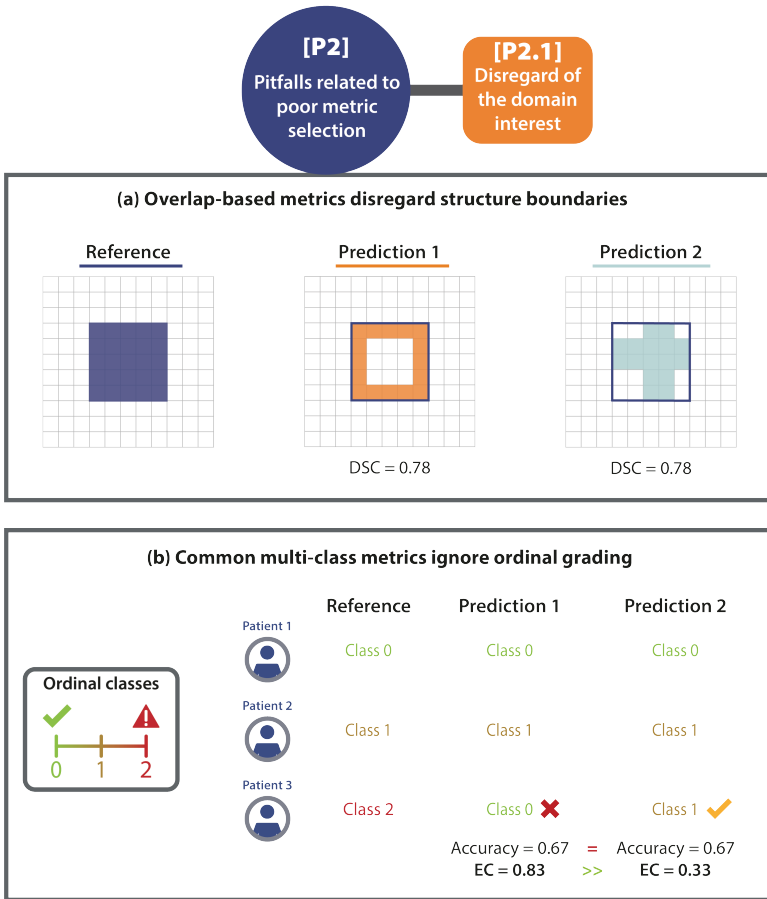 [P2]
Pitfalls related to
poor metric
selection
[P2.1]
Disregard of
the domain
interest
(a) Overlap-based metrics disregard structure boundaries
Reference
Prediction 1
Prediction 2
DSC = 0.78
DSC = 0.78
(b) Common multi-class metrics ignore ordinal grading
Reference
Prediction 1
Prediction 2
Ordinal classes
0
1
2
Patient 1
Class 0
Class 0
Class 0
Patient 2
Class 1
Class 1
Class 1
Patient 3
Class 2
Class 0
Class 1
Accuracy = 0.67 = Accuracy = 0.67
EC = 0.83 >> EC = 0.33